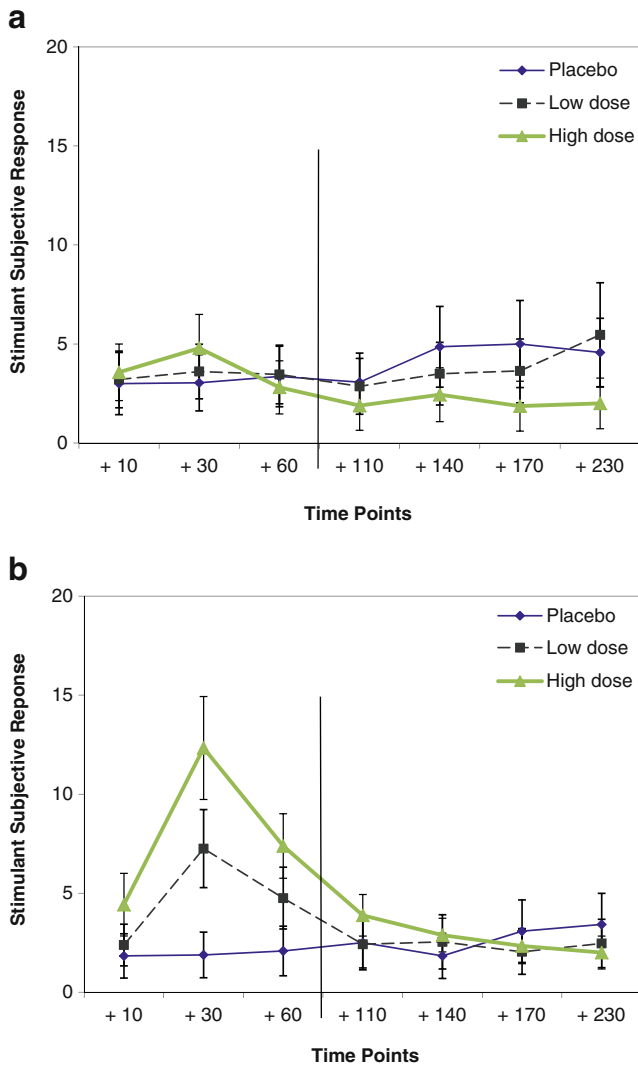 a
20
15
10
5
0
Stimulant Subjective Response
Placebo
Low dose
High dose
+ 10 + 30 + 60 + 110 + 140 + 170 + 230
Time Points
b
20
15
10
5
0
Stimulant Subjective Reponse
Placebo
Low dose
High dose
+ 10 + 30 + 60 + 110 + 140 + 170 + 230
Time Points